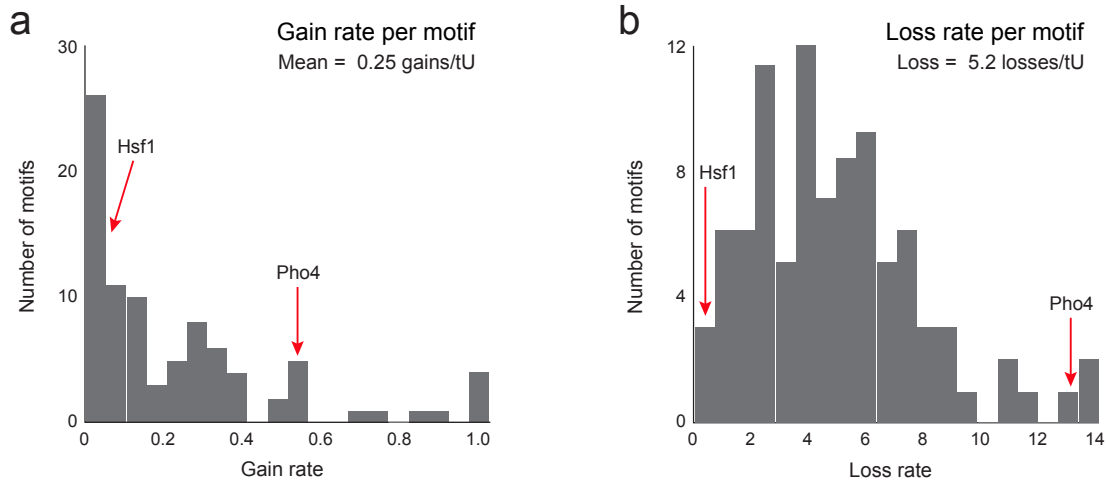 a
Gain rate per motif
Mean = 0.25 gains/tU
Number of motifs
30
20
10
0
Hsf1
Pho4
0 0.2 0.4 0.6 0.8 1.0
Gain rate
b
Loss rate per motif
Loss = 5.2 losses/tU
Number of motifs
12
8
4
0
Hsf1
Pho4
0 2 4 6 8 10 12 14
Loss rate